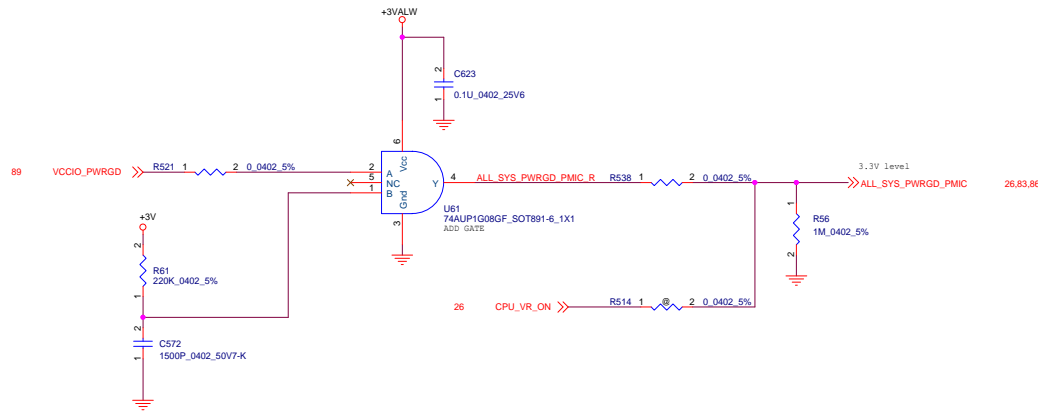 +3VALW
2
C623
1
0.1U_0402_25V6
6
Vcc
3.3V level
89 VCCIO_PWRGD R521 1 2 0_0402_5% 2 A
5 NC
1 B
Y 4 ALL_SYS_PWRGD_PMIC_R R538 1 2 0_0402_5% ALL_SYS_PWRGD_PMIC 26,83,86
Gnd
3
U61
74AUP1G08GF_SOT891-6_1X1
ADD GATE
1
R56
1M_0402_5%
2
+3V
2
R61
220K_0402_5%
1
26 CPU_VR_ON R514 1 @ 2 0_0402_5%
2
C572
1
1500P_0402_50V7-K